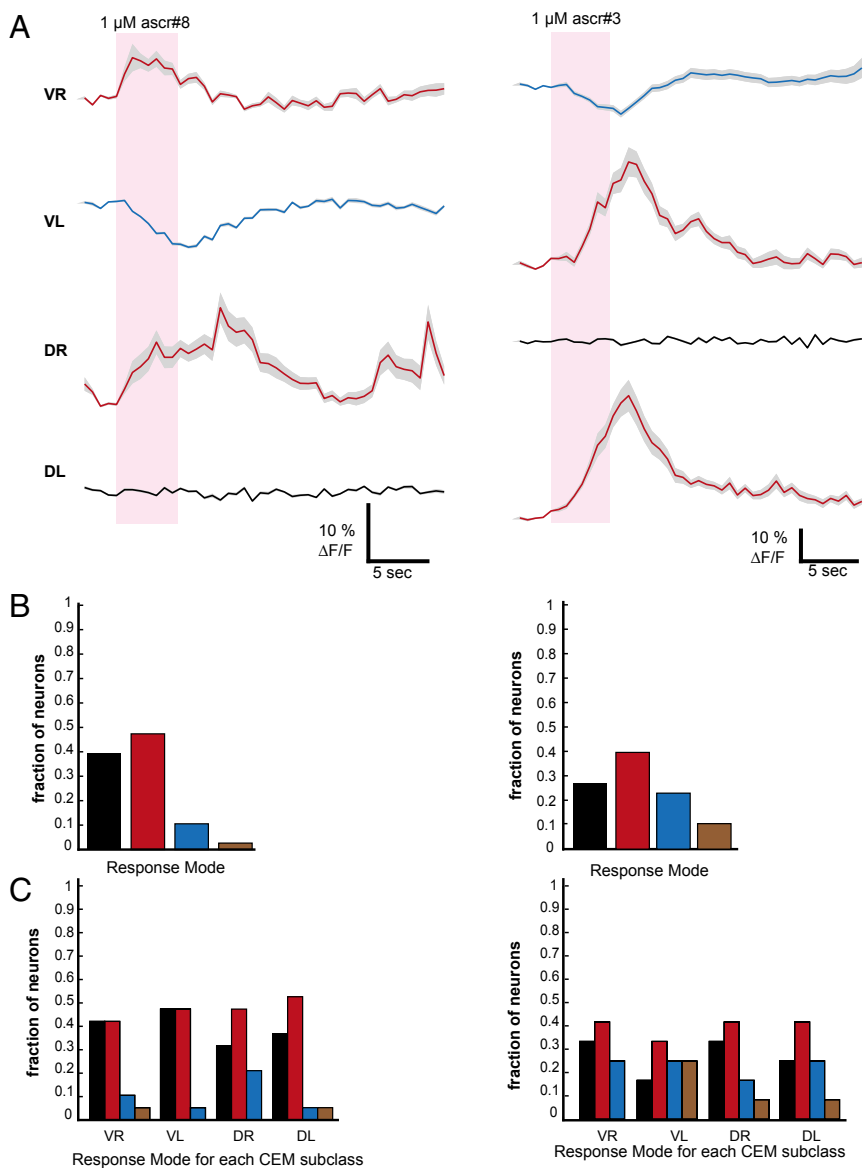 A
1 µM ascr#8
1 µM ascr#3
VR
VL
DR
DL
10 %
ΔF/F
5 sec
10 %
ΔF/F
5 sec
B
fraction of neurons
1
0.9
0.8
0.7
0.6
0.5
0.4
0.3
0.2
0.1
0
Response Mode
fraction of neurons
1
0.9
0.8
0.7
0.6
0.5
0.4
0.3
0.2
0.1
0
Response Mode
C
fraction of neurons
1
0.9
0.8
0.7
0.6
0.5
0.4
0.3
0.2
0.1
0
VR VL DR DL
Response Mode for each CEM subclass
fraction of neurons
1
0.9
0.8
0.7
0.6
0.5
0.4
0.3
0.2
0.1
0
VR VL DR DL
Response Mode for each CEM subclass